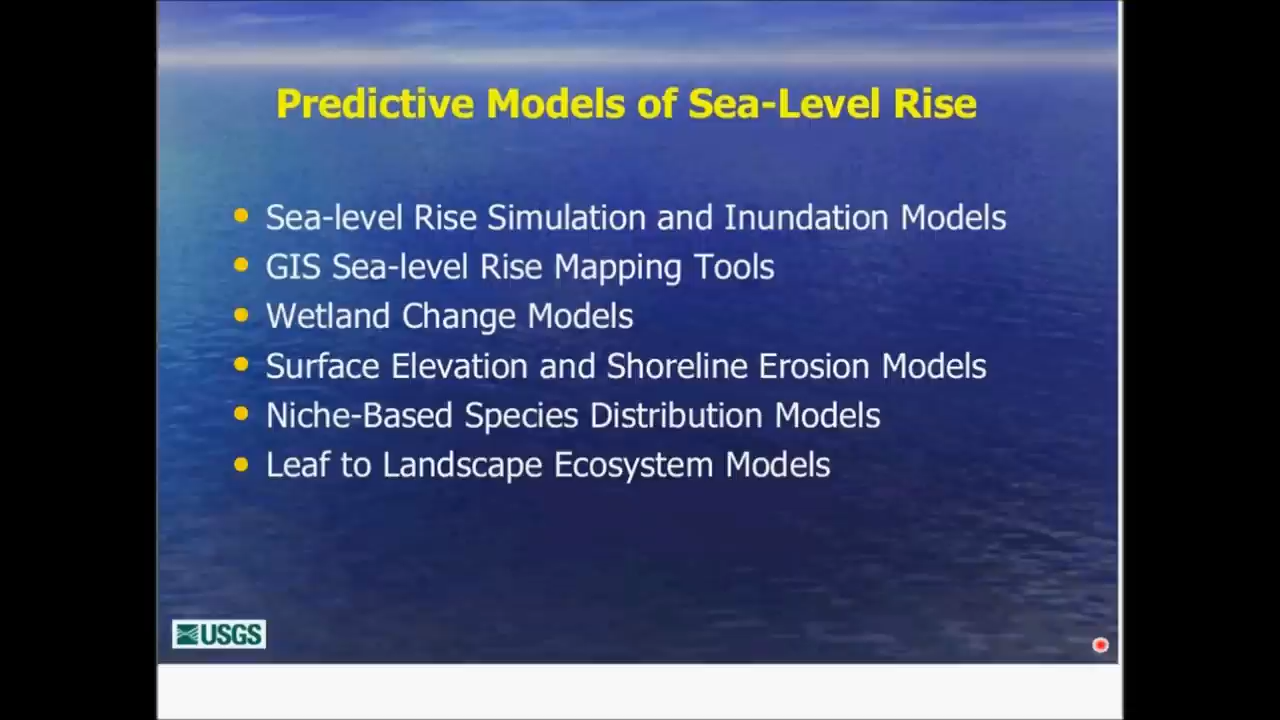 Predictive Models of Sea-Level Rise
Sea-level Rise Simulation and Inundation Models
GIS Sea-level Rise Mapping Tools
Wetland Change Models
Surface Elevation and Shoreline Erosion Models
Niche-Based Species Distribution Models
Leaf to Landscape Ecosystem Models
USGS